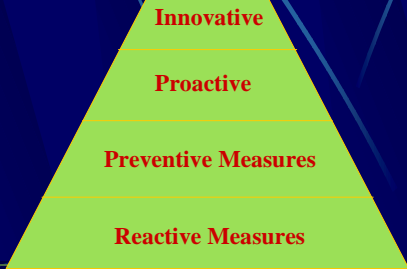 Innovative
Proactive
Preventive Measures
Reactive Measures